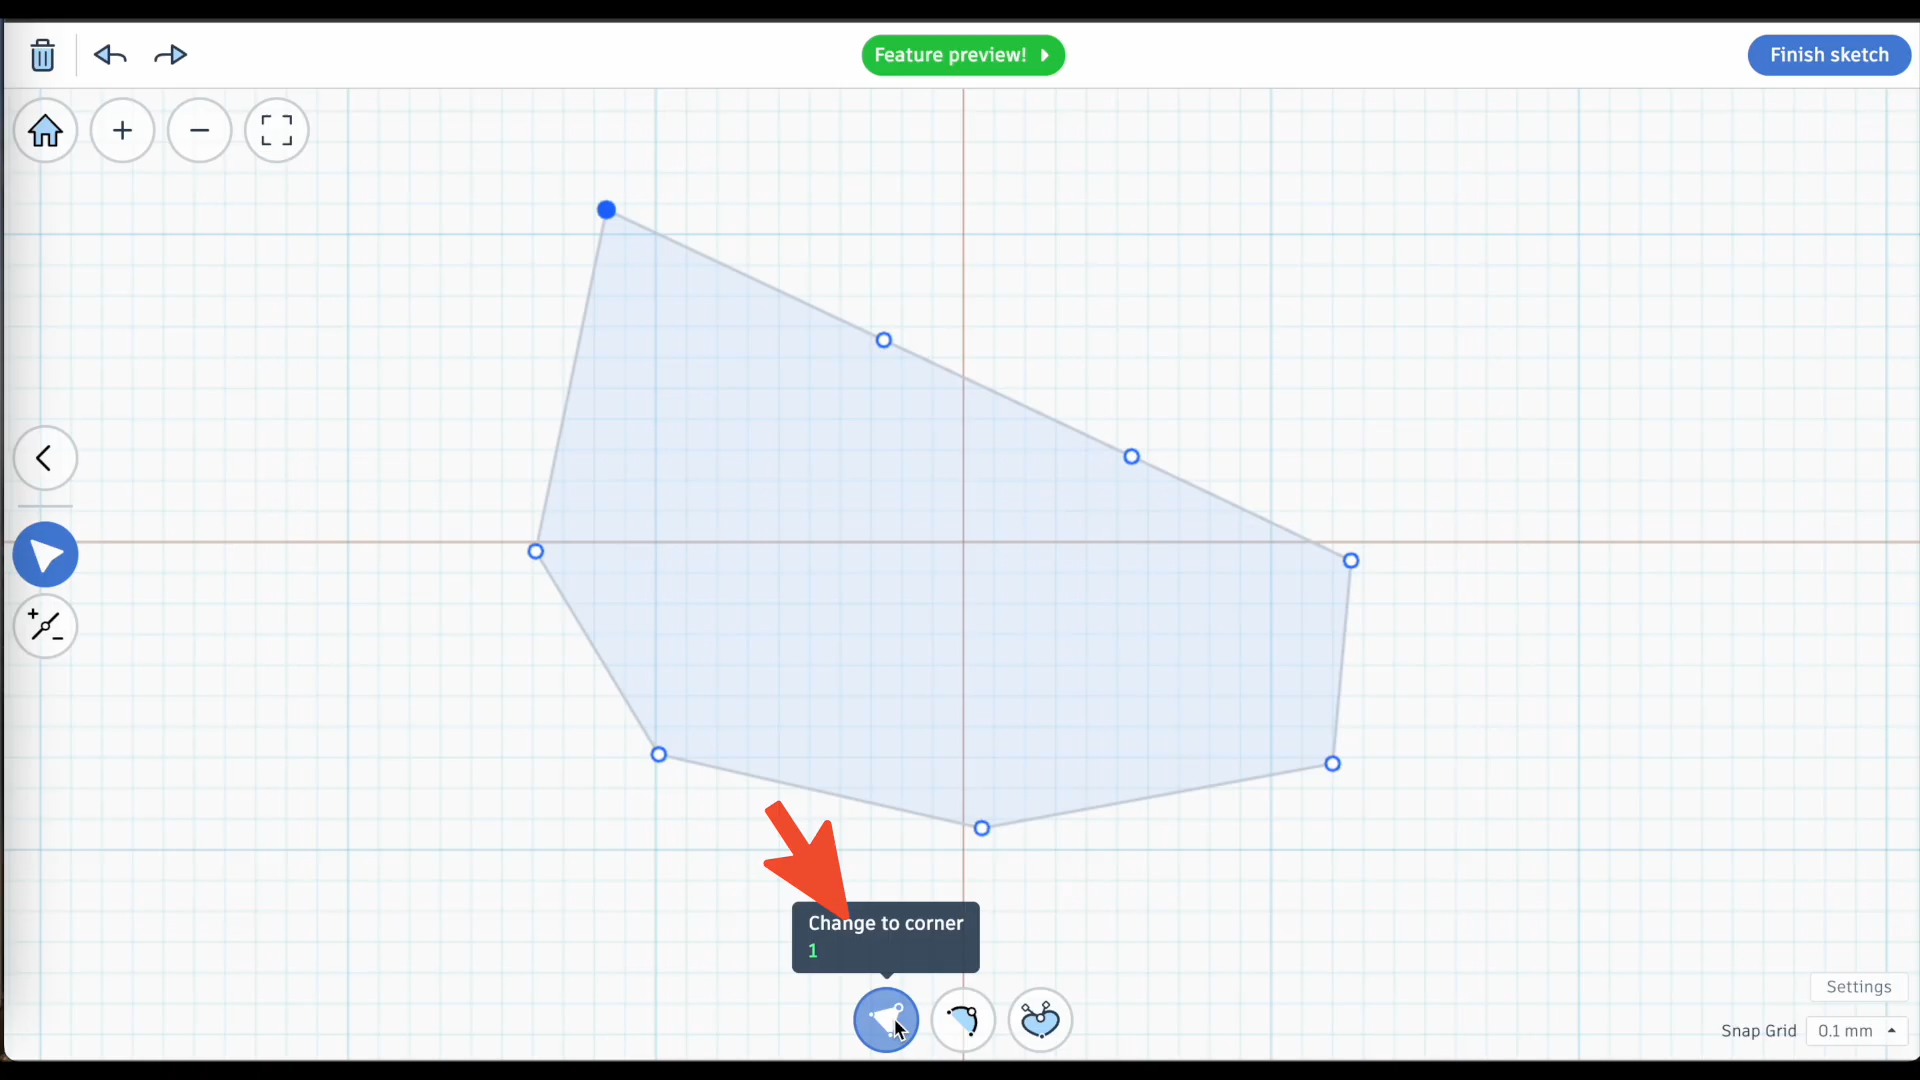 Feature preview!
Finish sketch
Change to corner
1
Settings
Snap Grid 0.1 mm